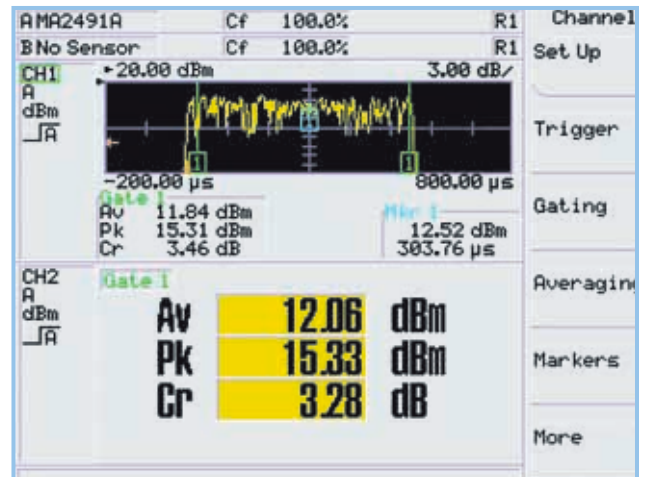 A MA2491A Cf 100.0% R1
B No Sensor Cf 100.0% R1
CH1
A
dBm
A
20.00 dBm 3.00 dB/
1 1
-200.00 µs 800.00 µs
Gate 1
Av 11.84 dBm
Pk 15.31 dBm
Cr 3.46 dB
Mkr 1
12.52 dBm
303.76 µs
CH2
A
dBm
A
Gate 1
Av 12.06 dBm
Pk 15.33 dBm
Cr 3.28 dB
Channel
Set Up
Trigger
Gating
Averagin
Markers
More